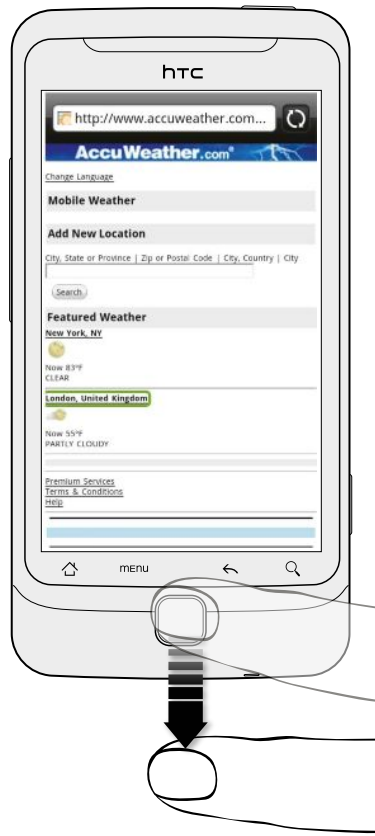 hTC
http://www.accuweather.com...
AccuWeather.com®
Change Language
Mobile Weather
Add New Location
City, State or Province | Zip or Postal Code | City, Country | City
Search
Featured Weather
New York, NY
Now 83°F
CLEAR
London, United Kingdom
Now 55°F
PARTLY CLOUDY
Premium Services
Terms & Conditions
Help
menu